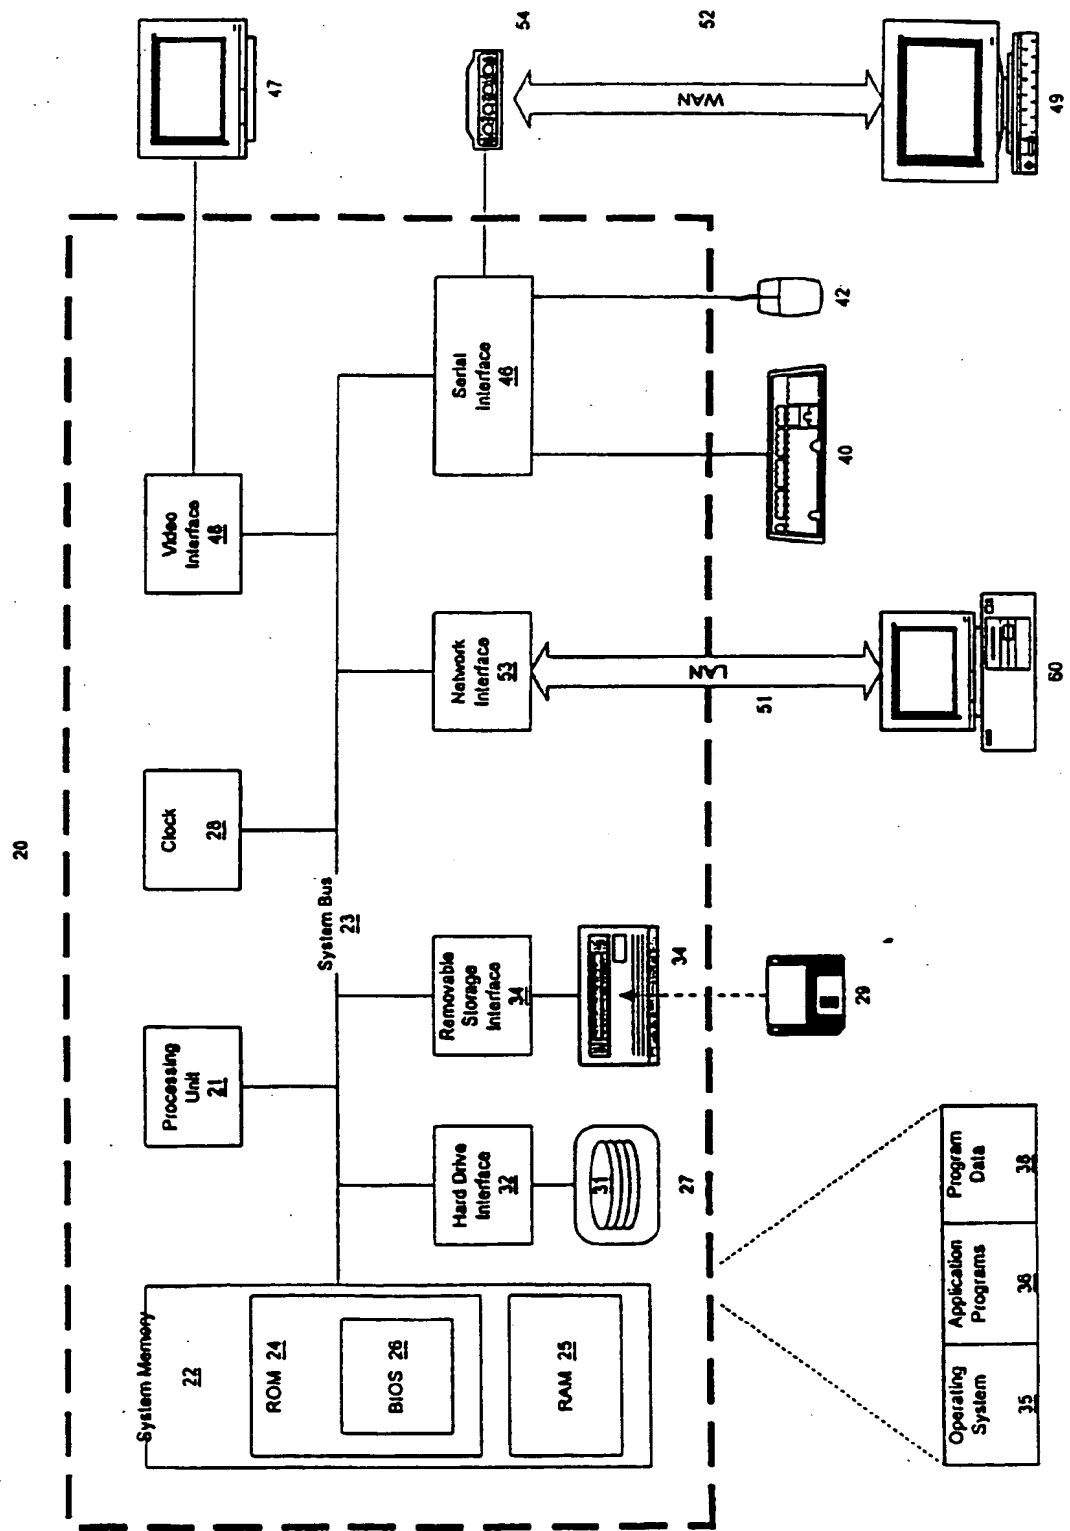 20
System Memory
22
ROM 24
BIOS 26
RAM 25
Processing
Unit
21
Clock
28
Video
Interface
48
47
System Bus
23
Hard Drive
Interface
32
31
27
Removable
Storage
Interface
34
34
29
Network
Interface
53
LAN
51
60
Serial
Interface
46
40
42
54
WAN
52
49
Operating
System
35
Application
Programs
36
Program
Data
38